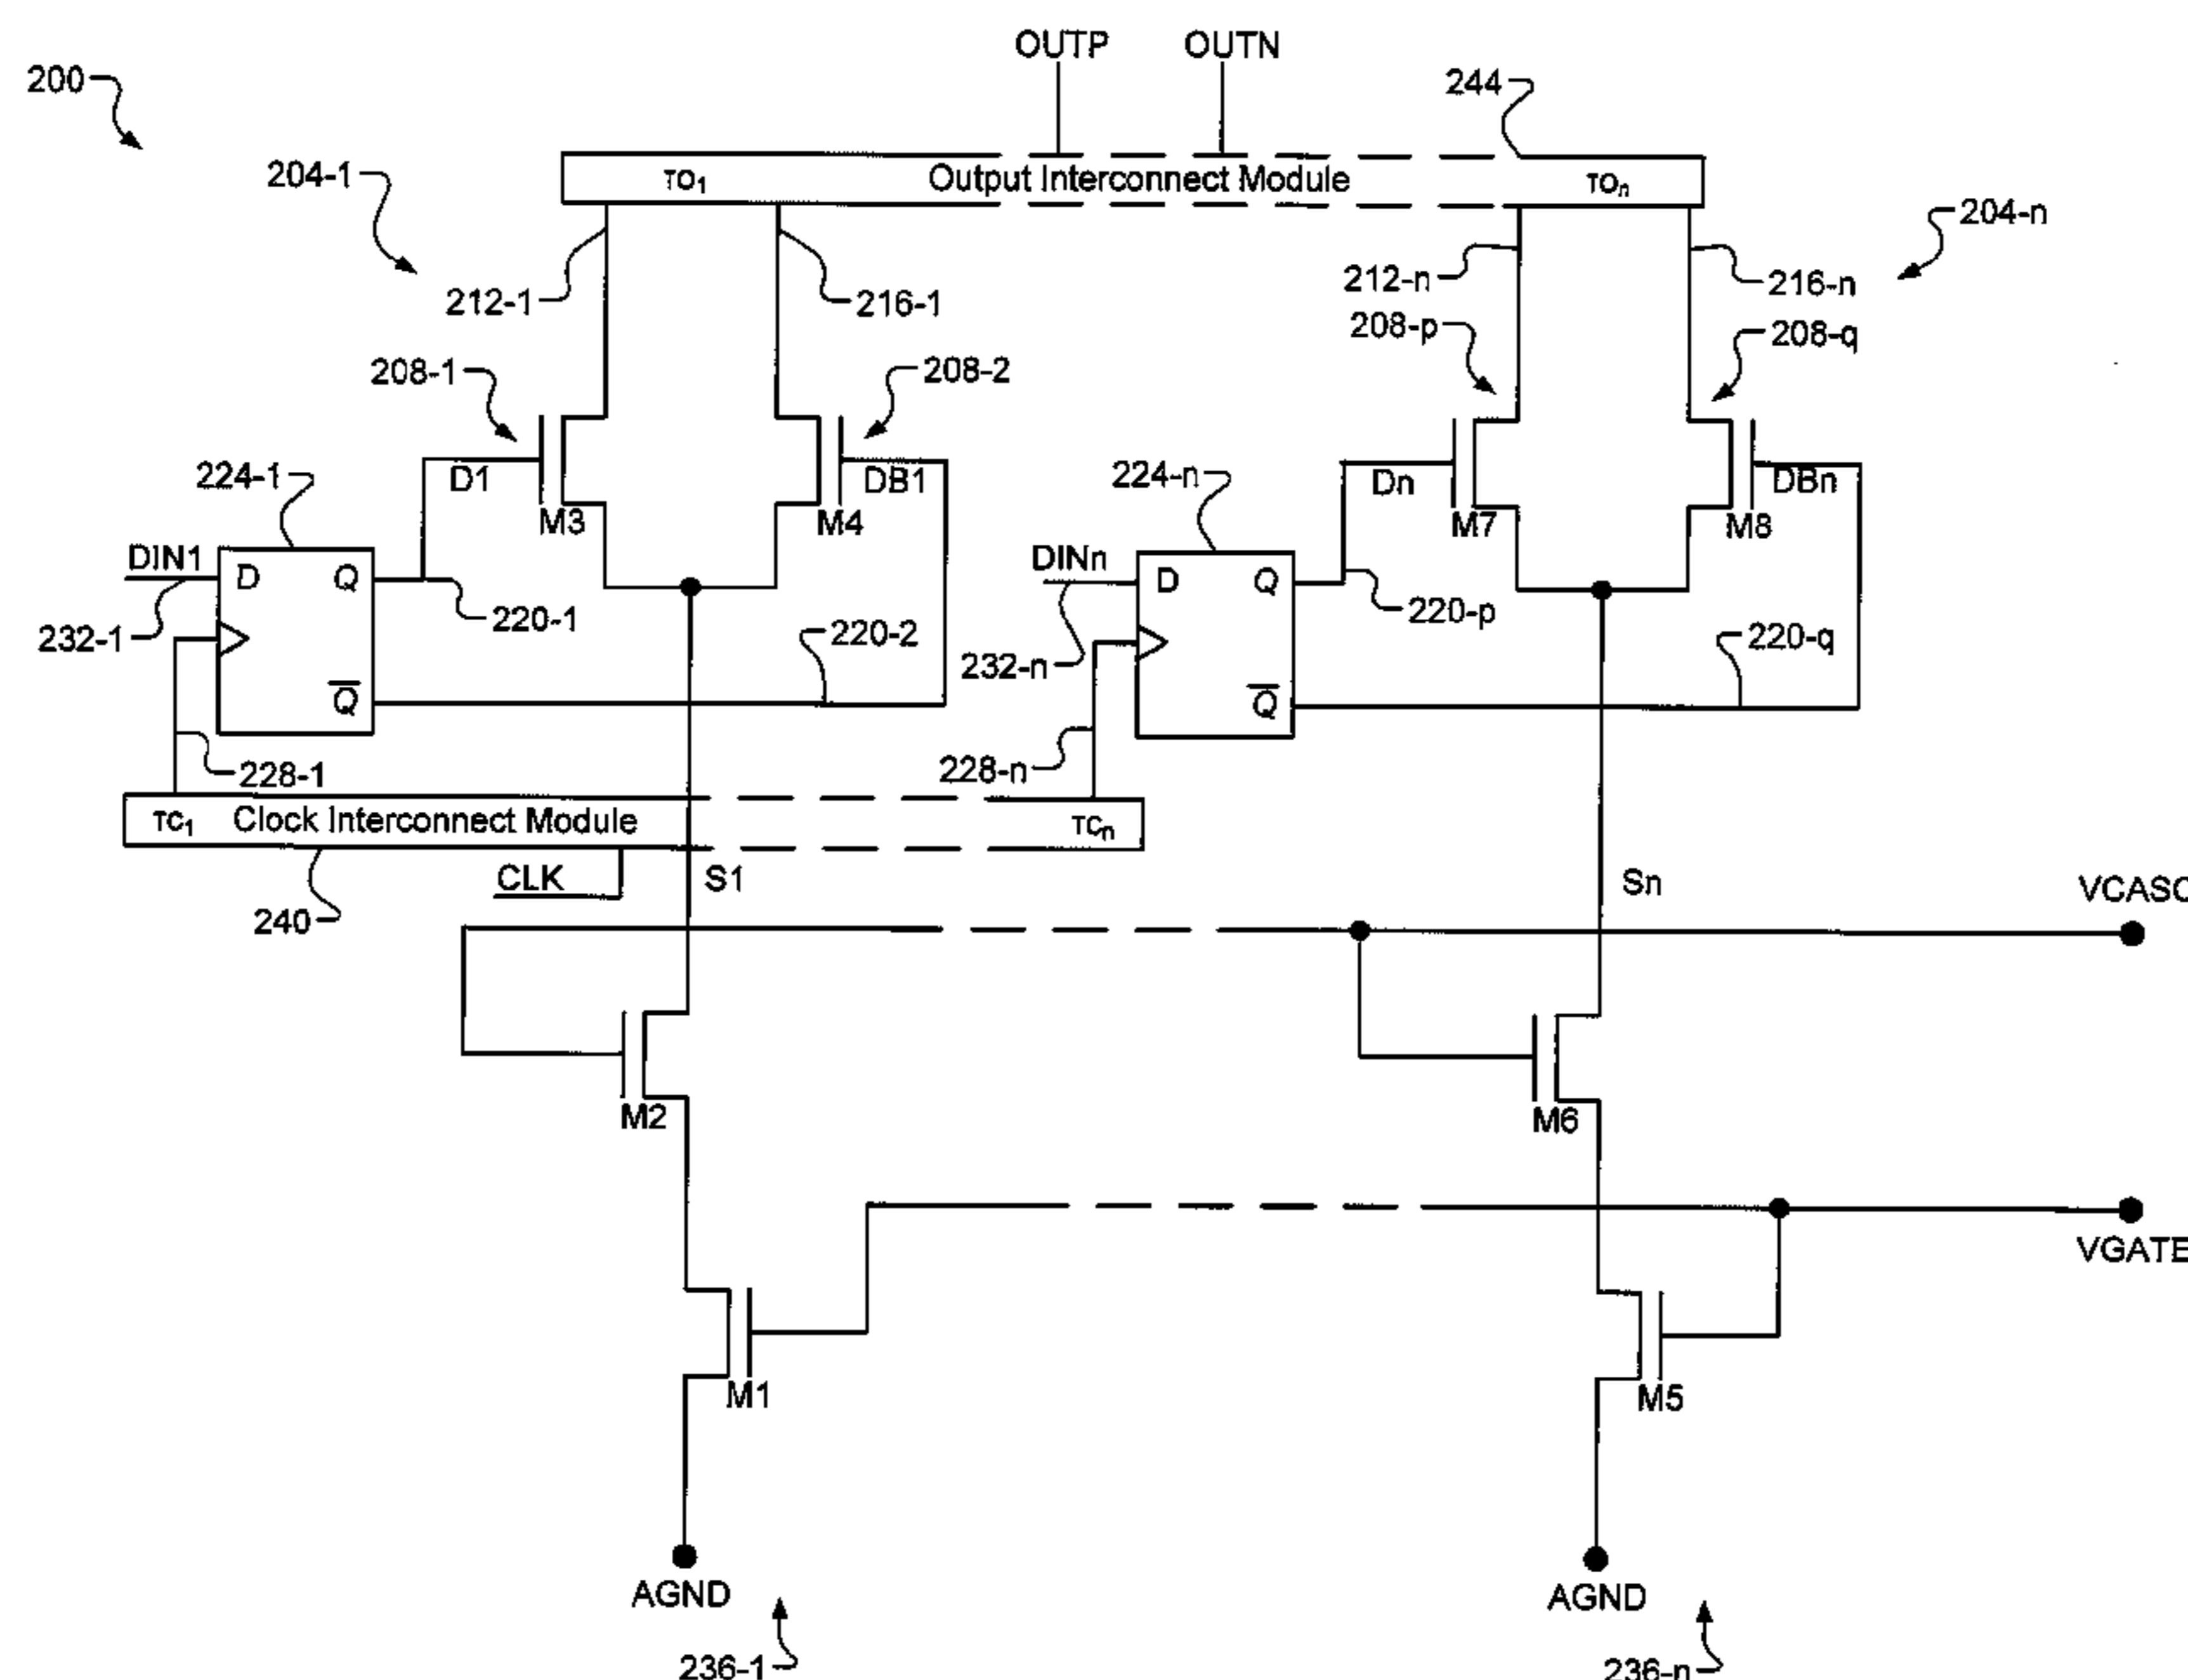 OUTP OUTN
200
244
204-1
TO1 Output Interconnect Module TOn
204-n
212-1
216-1
212-n
216-n
208-p
208-q
208-1
208-2
224-1
D1
DB1
224-n
Dn
DBn
M3
M4
M7
M8
DIN1
D Q
DINn
D Q
232-1
220-1
220-2
232-n
220-p
220-q
Q
Q
228-1
228-n
TC1 Clock Interconnect Module TCn
CLK
S1
Sn
VCASC
240
M2
M6
VGATE
M1
M5
AGND
AGND
236-1
236-n